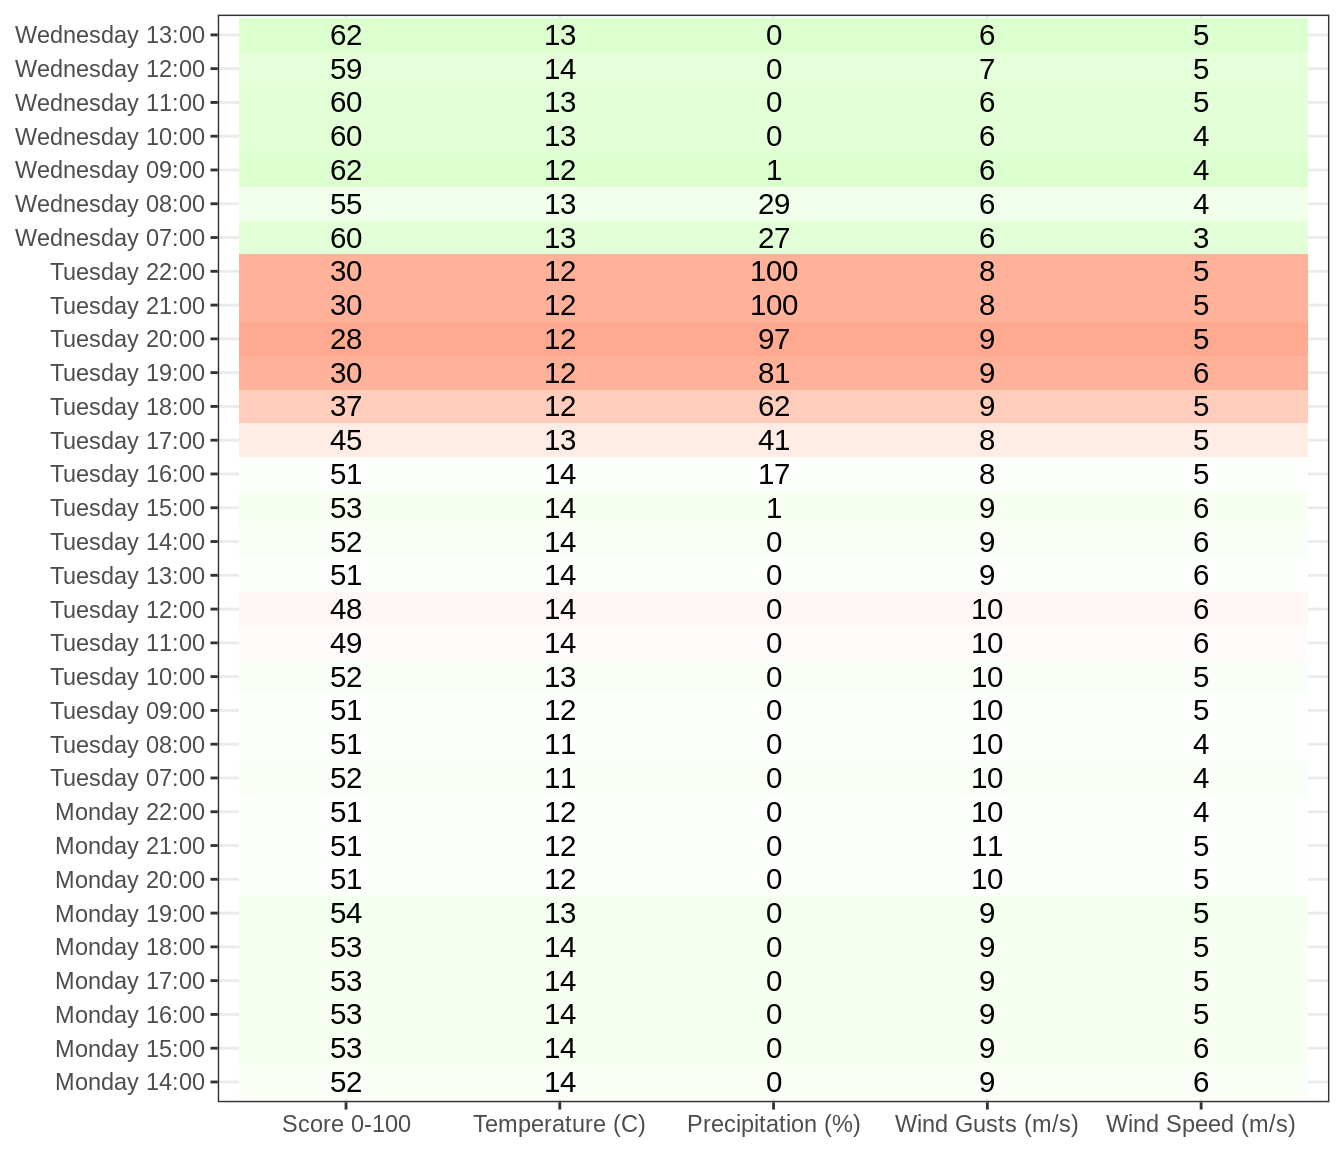 Wednesday 13:00 62 13 0 6 5
Wednesday 12:00 59 14 0 7 5
Wednesday 11:00 60 13 0 6 5
Wednesday 10:00 60 13 0 6 4
Wednesday 09:00 62 12 1 6 4
Wednesday 08:00 55 13 29 6 4
Wednesday 07:00 60 13 27 6 3
Tuesday 22:00 30 12 100 8 5
Tuesday 21:00 30 12 100 8 5
Tuesday 20:00 28 12 97 9 5
Tuesday 19:00 30 12 81 9 6
Tuesday 18:00 37 12 62 9 5
Tuesday 17:00 45 13 41 8 5
Tuesday 16:00 51 14 17 8 5
Tuesday 15:00 53 14 1 9 6
Tuesday 14:00 52 14 0 9 6
Tuesday 13:00 51 14 0 9 6
Tuesday 12:00 48 14 0 10 6
Tuesday 11:00 49 14 0 10 6
Tuesday 10:00 52 13 0 10 5
Tuesday 09:00 51 12 0 10 5
Tuesday 08:00 51 11 0 10 4
Tuesday 07:00 52 11 0 10 4
Monday 22:00 51 12 0 10 4
Monday 21:00 51 12 0 11 5
Monday 20:00 51 12 0 10 5
Monday 19:00 54 13 0 9 5
Monday 18:00 53 14 0 9 5
Monday 17:00 53 14 0 9 5
Monday 16:00 53 14 0 9 5
Monday 15:00 53 14 0 9 6
Monday 14:00 52 14 0 9 6
Score 0-100 Temperature (C) Precipitation (%) Wind Gusts (m/s) Wind Speed (m/s)